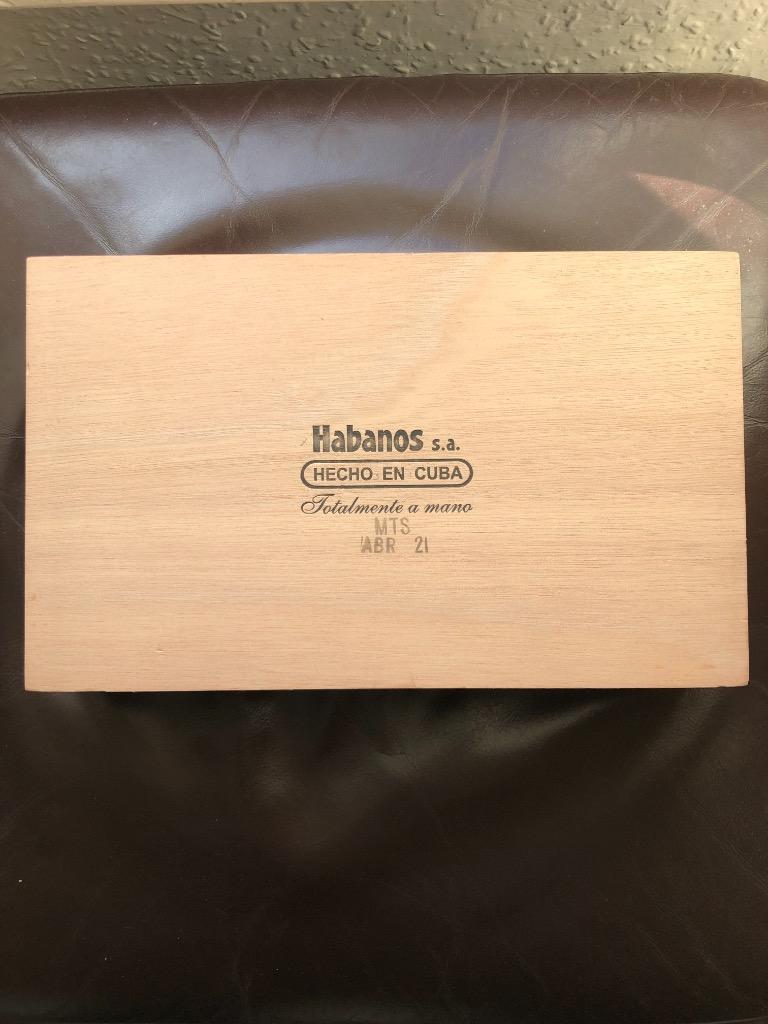 Habanos s.a.
HECHO EN CUBA
Totalmente a mano
MTS
ABR 21